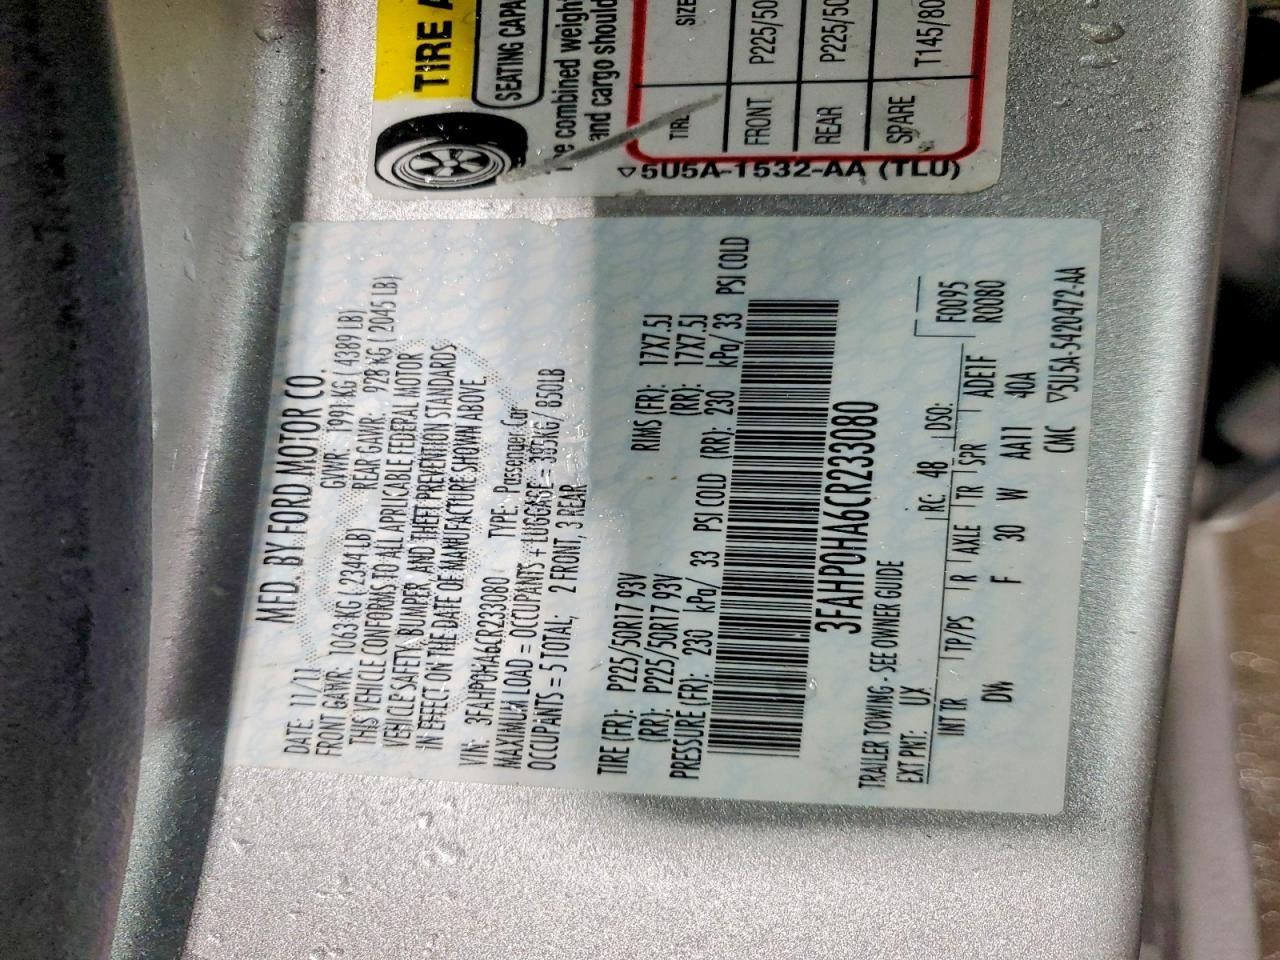 TIRE A
SEATING CAPA
e combined weigh
and cargo should
TIRE SIZE
FRONT P225/50
REAR P225/50
SPARE T145/80
▽5U5A-1532-AA (TLU)
MFD. BY FORD MOTOR CO.
DATE: 11/11 GVWR: 1991 KG ( 4389 LB)
FRONT GAWR: 1063 KG ( 2344 LB) REAR GAWR: 928 KG ( 2045 LB)
THIS VEHICLE CONFORMS TO ALL APPLICABLE FEDERAL MOTOR
VEHICLE SAFETY, BUMPER, AND THEFT PREVENTION STANDARDS
IN EFFECT ON THE DATE OF MANUFACTURE SHOWN ABOVE.
VIN: 3FAHP0HA6CR233080 TYPE: Passenger Car
MAXIMUM LOAD = OCCUPANTS + LUGGAGE = 385KG/ 850LB
OCCUPANTS = 5 TOTAL; 2 FRONT, 3 REAR
TIRE (FR): P225/50R17 93V RIMS (FR): 17X7.5J
(RR): P225/50R17 93V (RR): 17X7.5J
PRESSURE (FR): 230 kPa/ 33 PSI COLD (RR): 230 kPa/ 33 PSI COLD
3FAHP0HA6CR233080
TRAILER TOWING - SEE OWNER GUIDE
EXT PNT: UX RC: 48 DSO: F0095
INT TR TP/PS R AXLE TR SPR ADE1F R0080
DW F 30 W AA11 40A
CMC ▽5U5A-5420472-AA